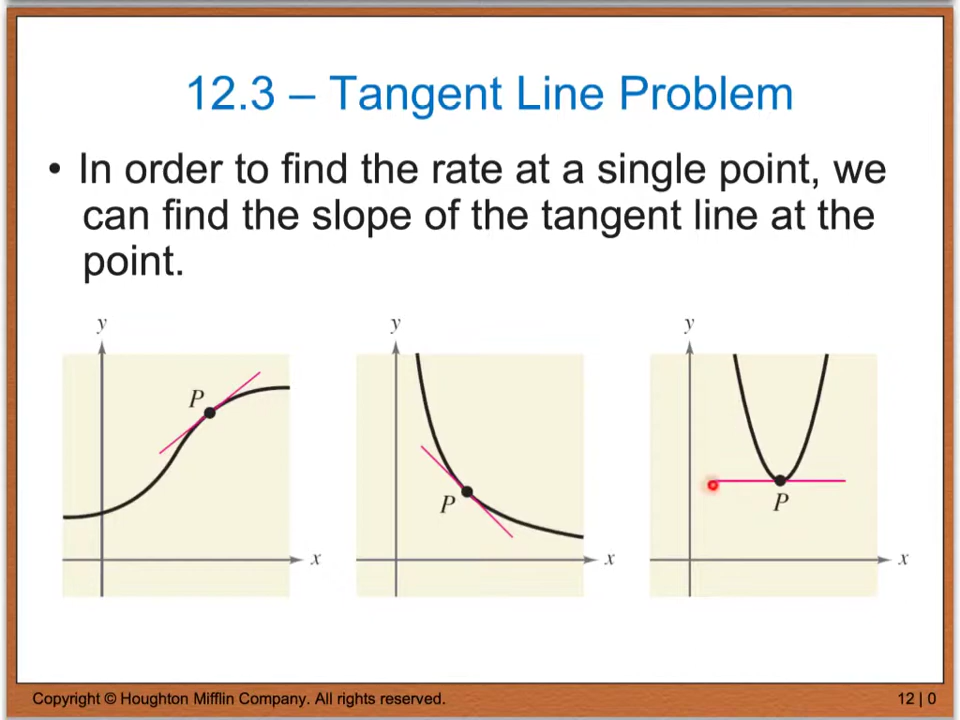 12.3 – Tangent Line Problem
• In order to find the rate at a single point, we
can find the slope of the tangent line at the
point.
y
P
x
y
P
x
y
P
x
Copyright © Houghton Mifflin Company. All rights reserved.
12 | 0